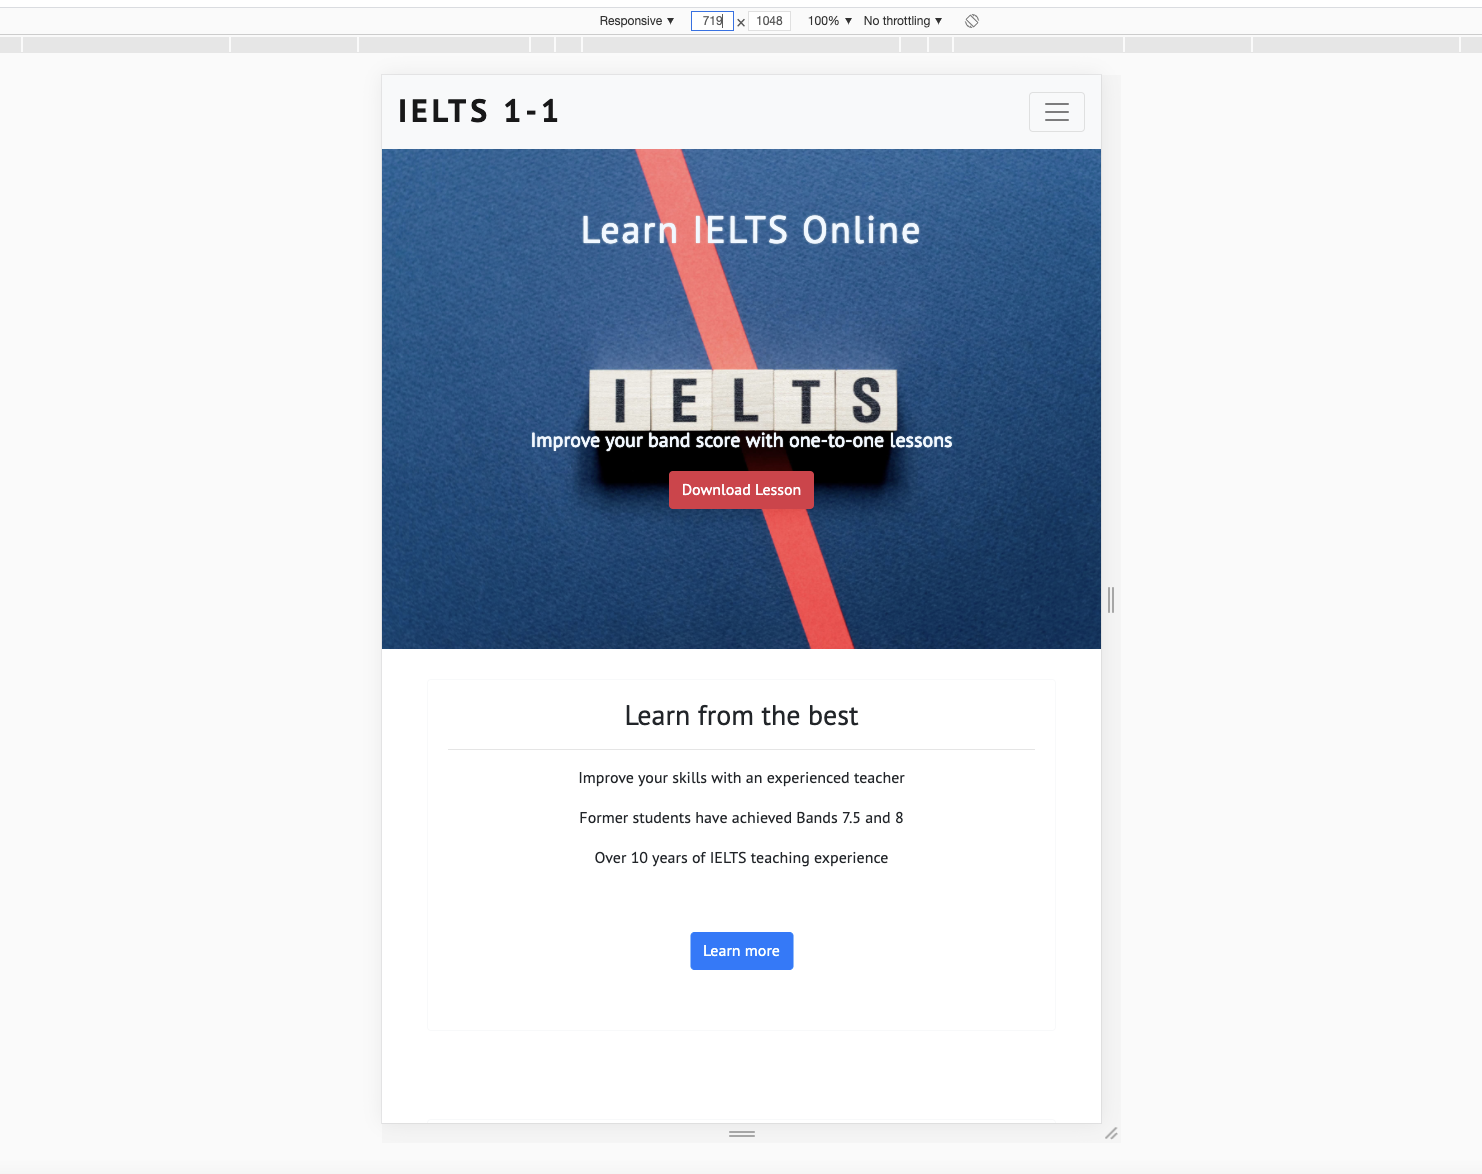 Responsive ▼ 719 × 1048 100% ▼ No throttling ▼
IELTS 1-1
Learn IELTS Online
IELTS
Improve your band score with one-to-one lessons
Download Lesson
Learn from the best
Improve your skills with an experienced teacher
Former students have achieved Bands 7.5 and 8
Over 10 years of IELTS teaching experience
Learn more